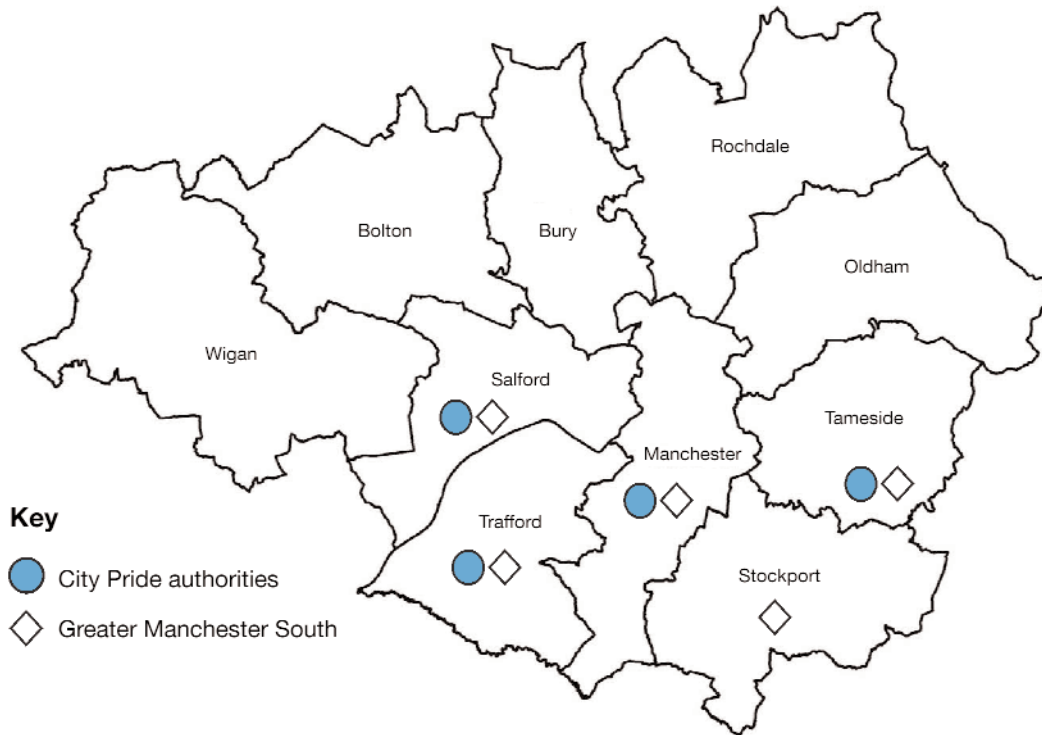 Rochdale
Bolton
Bury
Oldham
Wigan
Salford
Tameside
Manchester
Trafford
Stockport
Key
City Pride authorities
Greater Manchester South